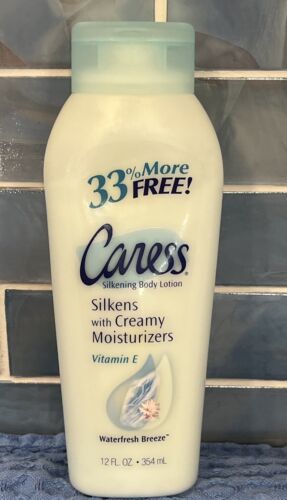 33% More
FREE!
Caress®
Silkening Body Lotion
Silkens
with Creamy
Moisturizers
Vitamin E
Waterfresh Breeze™
12 FL. OZ. • 354 mL